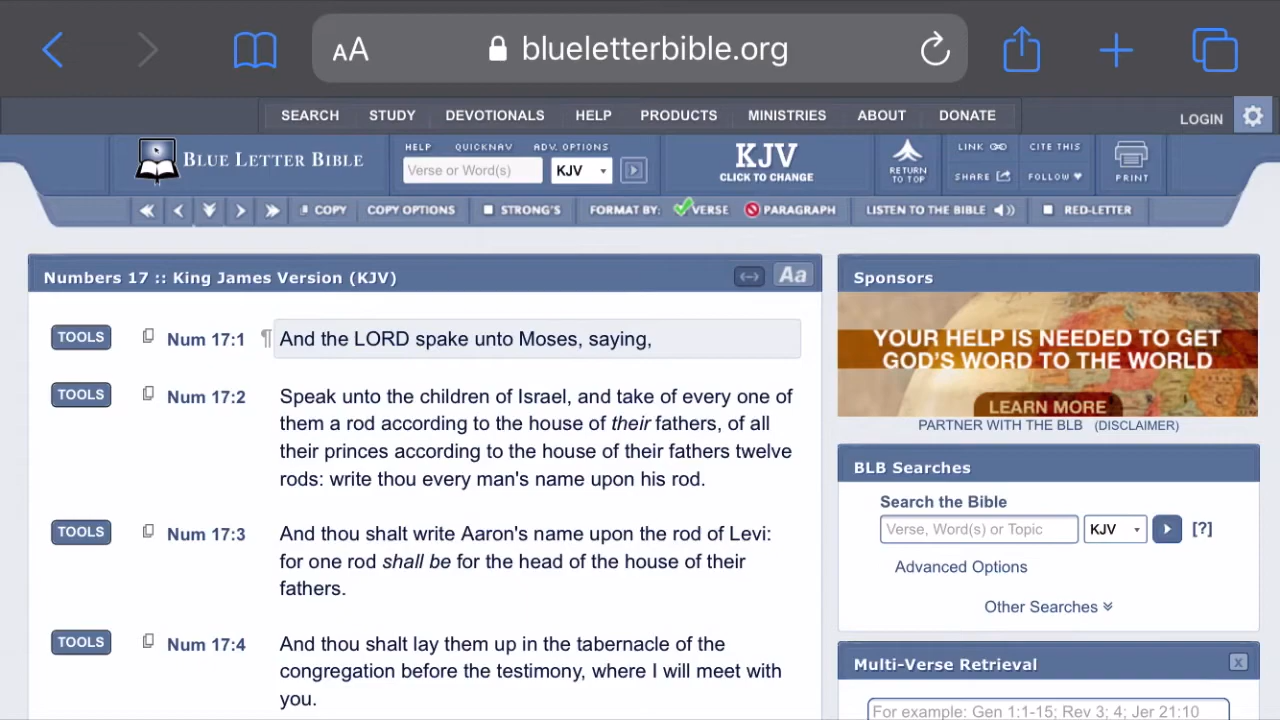 AA blueletterbible.org
SEARCH STUDY DEVOTIONALS HELP PRODUCTS MINISTRIES ABOUT DONATE LOGIN
BLUE LETTER BIBLE
HELP QUICKNAV ADV. OPTIONS
Verse or Word(s) KJV
KJV
CLICK TO CHANGE
RETURN
TO TOP
LINK CITE THIS
SHARE FOLLOW
PRINT
COPY COPY OPTIONS STRONG'S FORMAT BY: VERSE PARAGRAPH LISTEN TO THE BIBLE RED-LETTER
Numbers 17 :: King James Version (KJV) Aa
TOOLS Num 17:1 ¶ And the LORD spake unto Moses, saying,
TOOLS Num 17:2 Speak unto the children of Israel, and take of every one of
them a rod according to the house of their fathers, of all
their princes according to the house of their fathers twelve
rods: write thou every man's name upon his rod.
TOOLS Num 17:3 And thou shalt write Aaron's name upon the rod of Levi:
for one rod shall be for the head of the house of their
fathers.
TOOLS Num 17:4 And thou shalt lay them up in the tabernacle of the
congregation before the testimony, where I will meet with
you.
Sponsors
YOUR HELP IS NEEDED TO GET
GOD'S WORD TO THE WORLD
LEARN MORE
PARTNER WITH THE BLB (DISCLAIMER)
BLB Searches
Search the Bible
Verse, Word(s) or Topic KJV [?]
Advanced Options
Other Searches
Multi-Verse Retrieval x
For example: Gen 1:1-15; Rev 3; 4; Jer 21:10